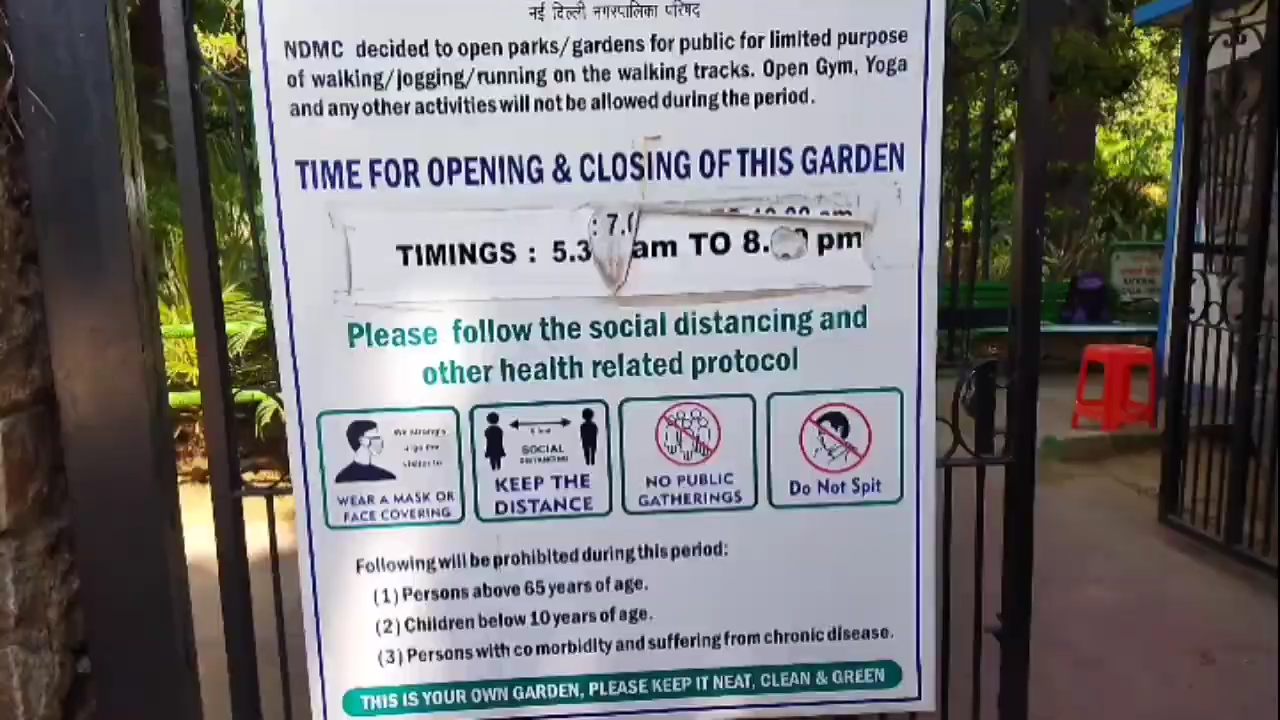 नई दिल्ली नगरपालिका परिषद
NDMC decided to open parks/gardens for public for limited purpose
of walking/jogging/running on the walking tracks. Open Gym, Yoga
and any other activities will not be allowed during the period.
TIME FOR OPENING & CLOSING OF THIS GARDEN
TIMINGS : 5.3 am TO 8. pm
Please follow the social distancing and
other health related protocol
WEAR A MASK OR
FACE COVERING
SOCIAL
DISTANCING
KEEP THE
DISTANCE
NO PUBLIC
GATHERINGS
Do Not Spit
Following will be prohibited during this period:
(1) Persons above 65 years of age.
(2) Children below 10 years of age.
(3) Persons with co morbidity and suffering from chronic disease.
THIS IS YOUR OWN GARDEN, PLEASE KEEP IT NEAT, CLEAN & GREEN